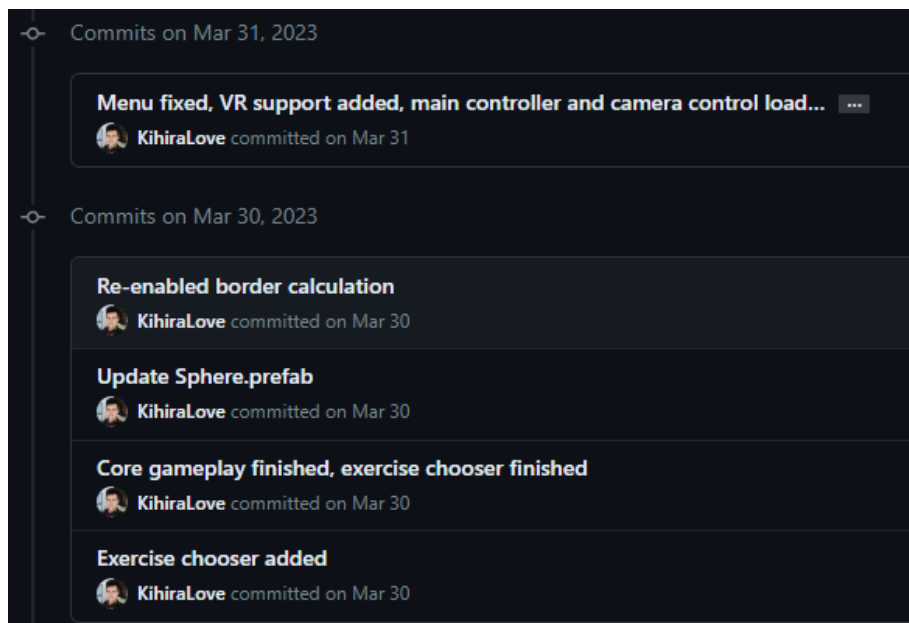 Commits on Mar 31, 2023
Menu fixed, VR support added, main controller and camera control load... ...
KihiraLove committed on Mar 31
Commits on Mar 30, 2023
Re-enabled border calculation
KihiraLove committed on Mar 30
Update Sphere.prefab
KihiraLove committed on Mar 30
Core gameplay finished, exercise chooser finished
KihiraLove committed on Mar 30
Exercise chooser added
KihiraLove committed on Mar 30